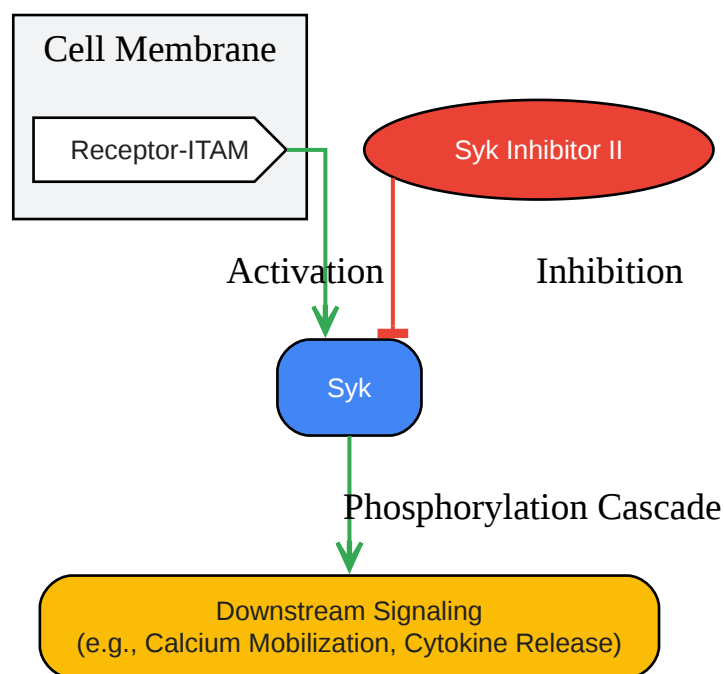 Cell Membrane
Receptor-ITAM
Syk Inhibitor II
Activation
Inhibition
Syk
Phosphorylation Cascade
Downstream Signaling
(e.g., Calcium Mobilization, Cytokine Release)